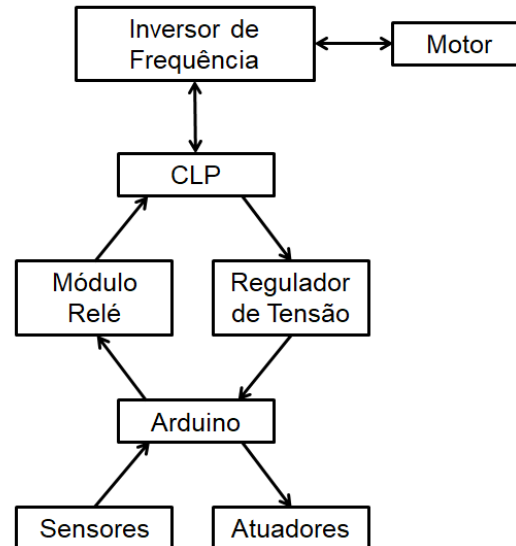 Inversor de
Frequência
Motor
CLP
Módulo
Relé
Regulador
de Tensão
Arduino
Sensores
Atuadores